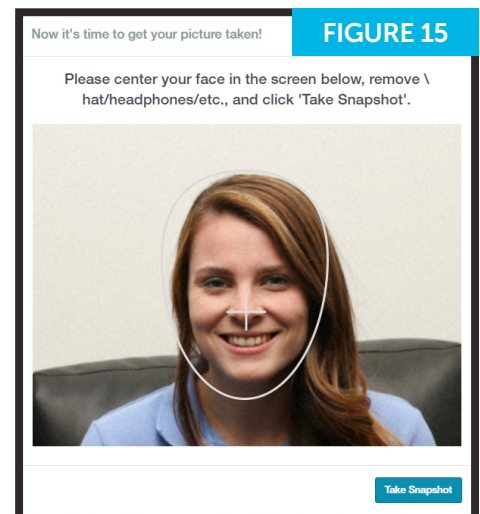 Now it's time to get your picture taken!
FIGURE 15
Please center your face in the screen below, remove \
hat/headphones/etc., and click 'Take Snapshot'.
Take Snapshot